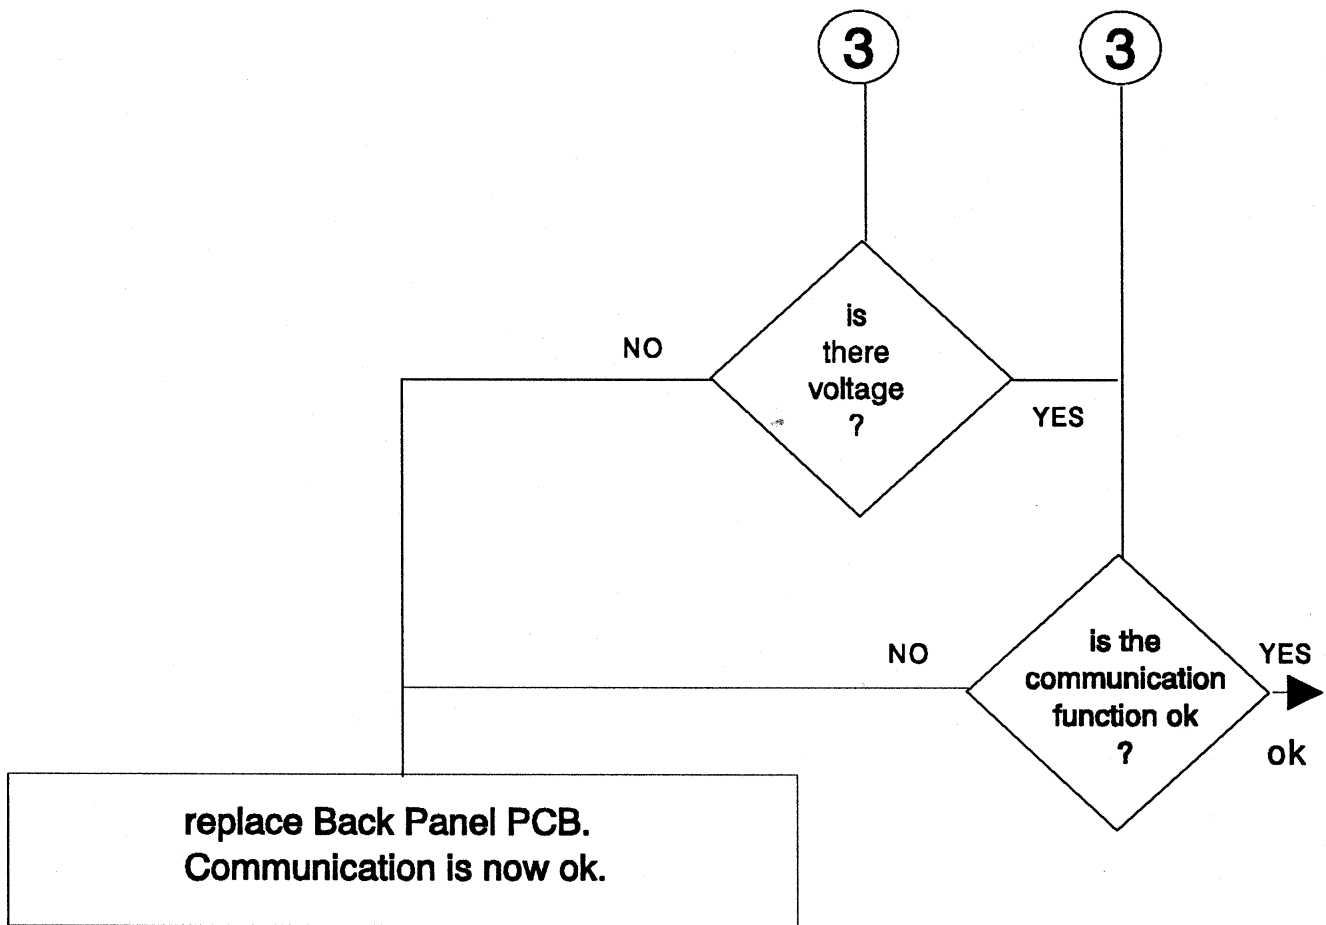 3
3
is
there
voltage
?
NO
YES
is the
communication
function ok
?
NO
YES
ok
replace Back Panel PCB.
Communication is now ok.